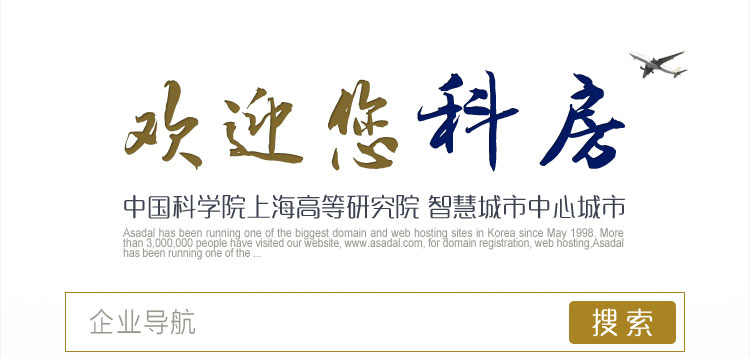 欢迎您科房
中国科学院上海高等研究院 智慧城市中心城市
Asadal has been running one of the biggest domain and web hosting sites in Korea since May 1998. More
than 3,000,000 people have visited our website, www.asadal.com, for domain registration, web hosting,Asadal
has been running one of the ...
企业导航
搜索